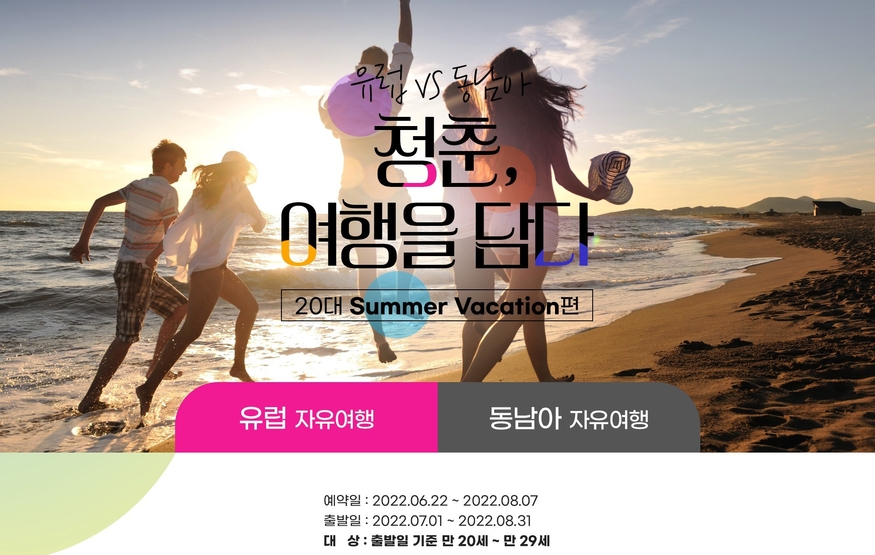 유럽 VS 동남아
청춘,
여행을 담다
20대 Summer Vacation편
유럽 자유여행
동남아 자유여행
예약일 : 2022.06.22 ~ 2022.08.07
출발일 : 2022.07.01 ~ 2022.08.31
대 상 : 출발일 기준 만 20세 ~ 만 29세